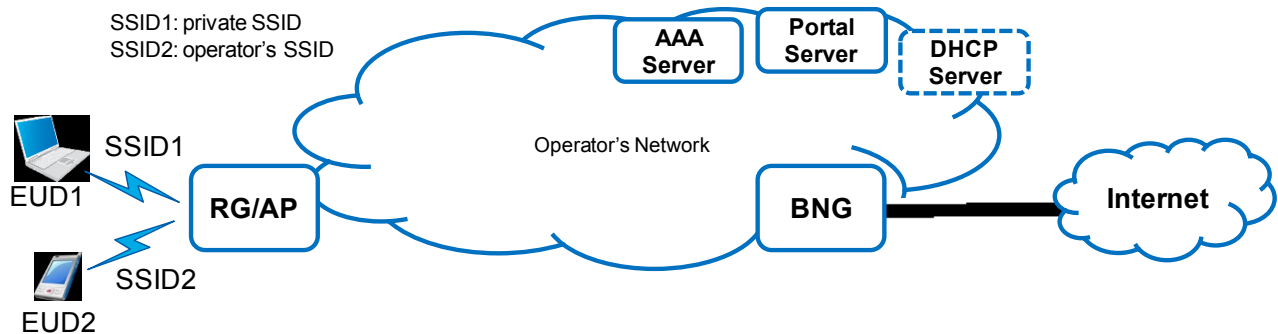 SSID1: private SSID
SSID2: operator's SSID
AAA
Server
Portal
Server
DHCP
Server
Operator's Network
SSID1
EUD1
RG/AP
BNG
Internet
SSID2
EUD2